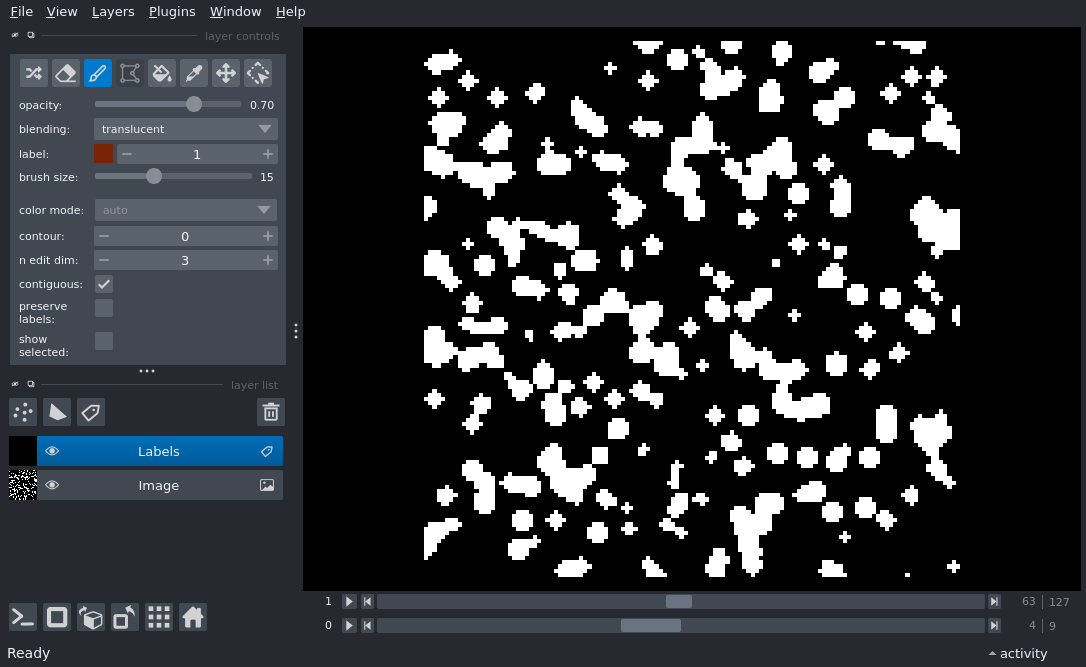 File View Layers Plugins Window Help
layer controls
opacity: 0.70
blending: translucent
label: 1
brush size: 15
color mode: auto
contour: 0
n edit dim: 3
contiguous:
preserve
labels:
show
selected:
layer list
Labels
Image
1 63 127
0 4 9
Ready activity